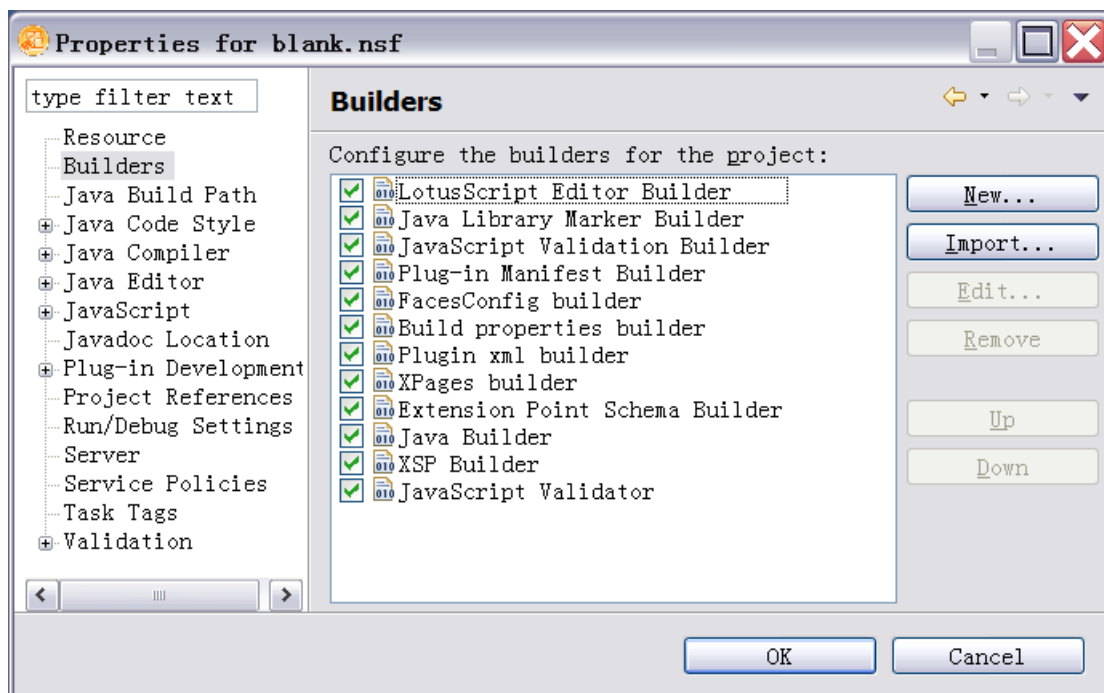 Properties for blank.nsf
type filter text
Resource
Builders
Java Build Path
Java Code Style
Java Compiler
Java Editor
JavaScript
Javadoc Location
Plug-in Development
Project References
Run/Debug Settings
Server
Service Policies
Task Tags
Validation
Builders
Configure the builders for the project:
LotusScript Editor Builder
Java Library Marker Builder
JavaScript Validation Builder
Plug-in Manifest Builder
FacesConfig builder
Build properties builder
Plugin xml builder
XPages builder
Extension Point Schema Builder
Java Builder
XSP Builder
JavaScript Validator
New...
Import...
Edit...
Remove
Up
Down
OK
Cancel